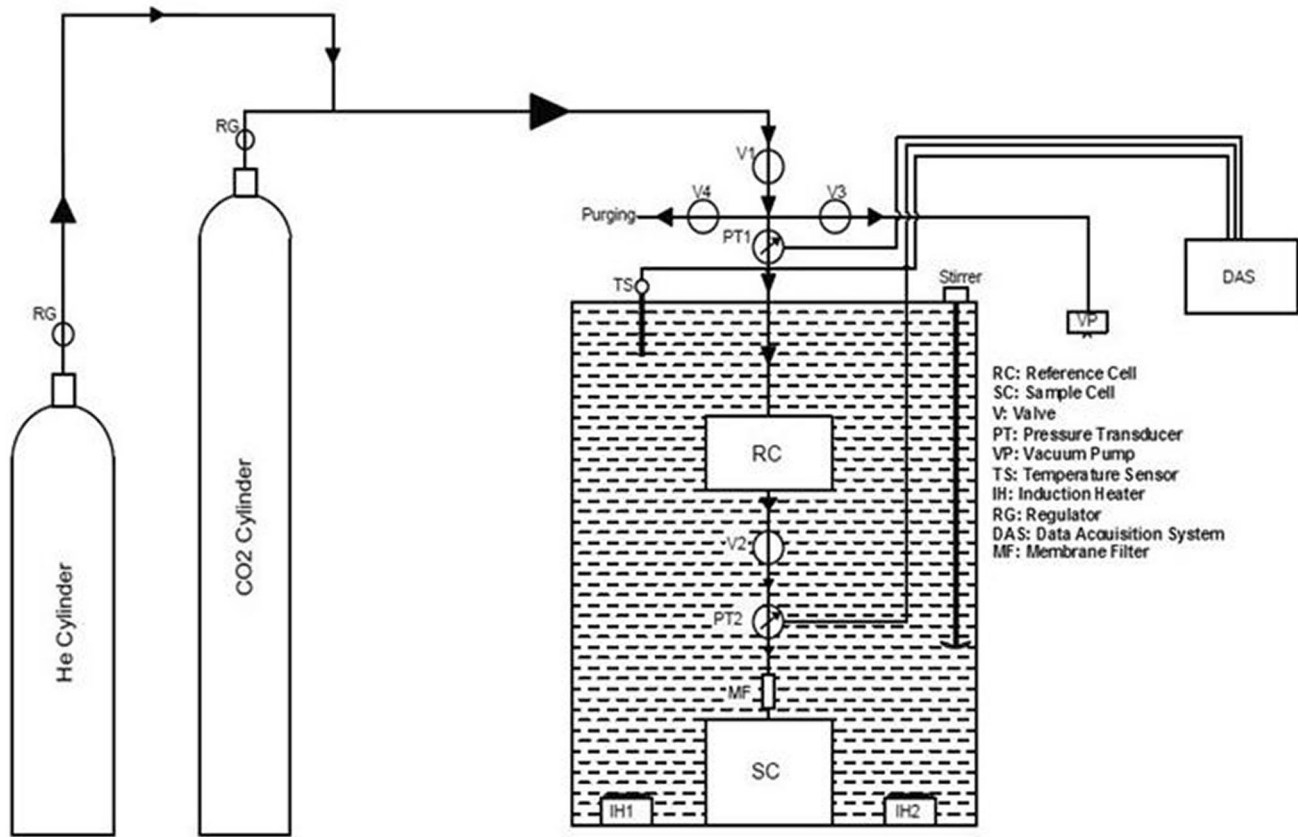 RG
V1
V4
V3
Purging
PT1
TS
Stirrer
DAS
RG
VP
RC: Reference Cell
SC: Sample Cell
V: Valve
PT: Pressure Transducer
VP: Vacuum Pump
TS: Temperature Sensor
IH: Induction Heater
RG: Regulator
DAS: Data Acquisition System
MF: Membrane Filter
RC
V2
PT2
MF
SC
IH1
IH2
He Cylinder
CO2 Cylinder